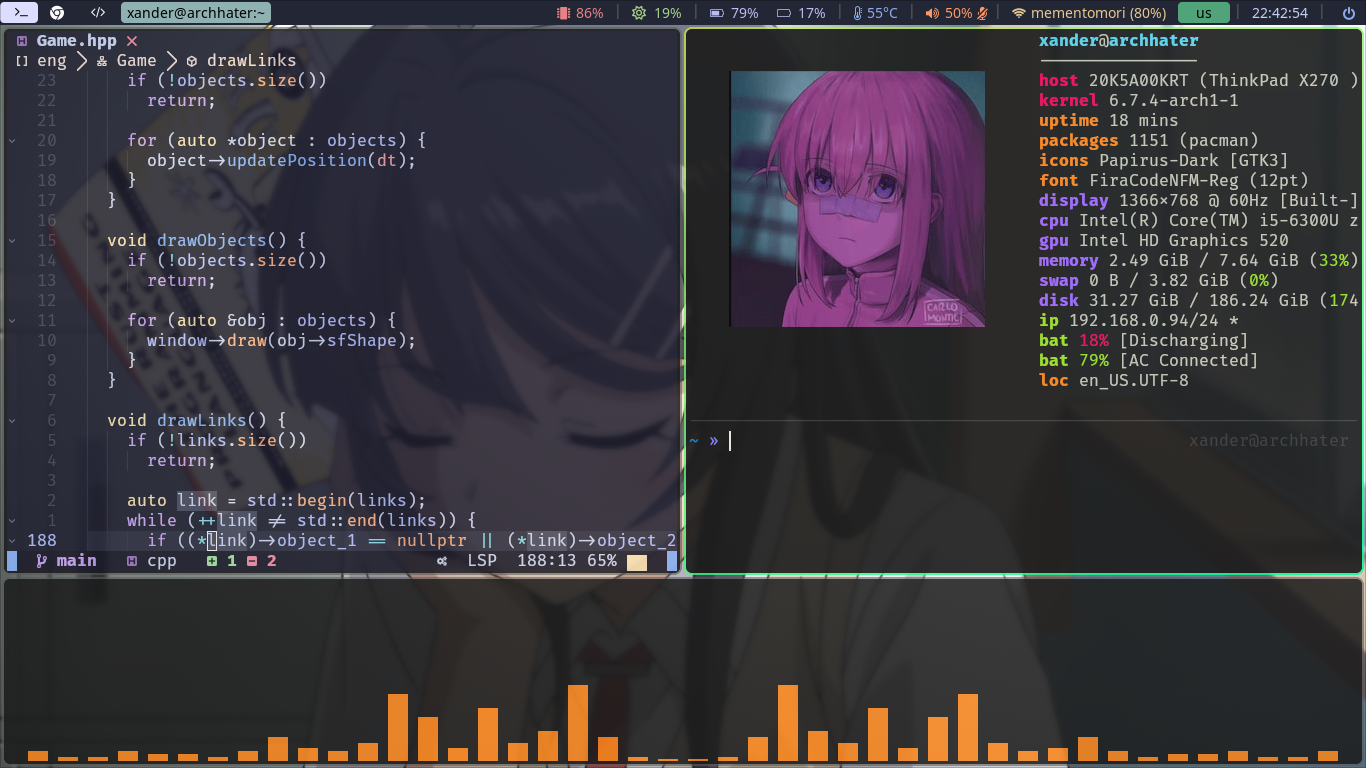 xander@archhater:~ 86% 19% 79% 17% 55°C 50% mementomori (80%) us 22:42:54
Game.hpp
eng Game drawLinks
23 if (!objects.size())
22 return;
21
20 for (auto *object : objects) {
19 object->updatePosition(dt);
18 }
17 }
16
15 void drawObjects() {
14 if (!objects.size())
13 return;
12
11 for (auto &obj : objects) {
10 window->draw(obj->sfShape);
9 }
8 }
7
6 void drawLinks() {
5 if (!links.size())
4 return;
3
2 auto link = std::begin(links);
1 while (++link != std::end(links)) {
188 if ((*link)->object_1 == nullptr || (*link)->object_2
main cpp 1 2 LSP 188:13 65%
xander@archhater
host 20K5A00KRT (ThinkPad X270 )
kernel 6.7.4-arch1-1
uptime 18 mins
packages 1151 (pacman)
icons Papirus-Dark [GTK3]
font FiraCodeNFM-Reg (12pt)
display 1366×768 @ 60Hz [Built-]
cpu Intel(R) Core(TM) i5-6300U z
gpu Intel HD Graphics 520
memory 2.49 GiB / 7.64 GiB (33%)
swap 0 B / 3.82 GiB (0%)
disk 31.27 GiB / 186.24 GiB (174
ip 192.168.0.94/24 *
bat 18% [Discharging]
bat 79% [AC Connected]
loc en_US.UTF-8
CARLO
MONTIE
~ » xander@archhater